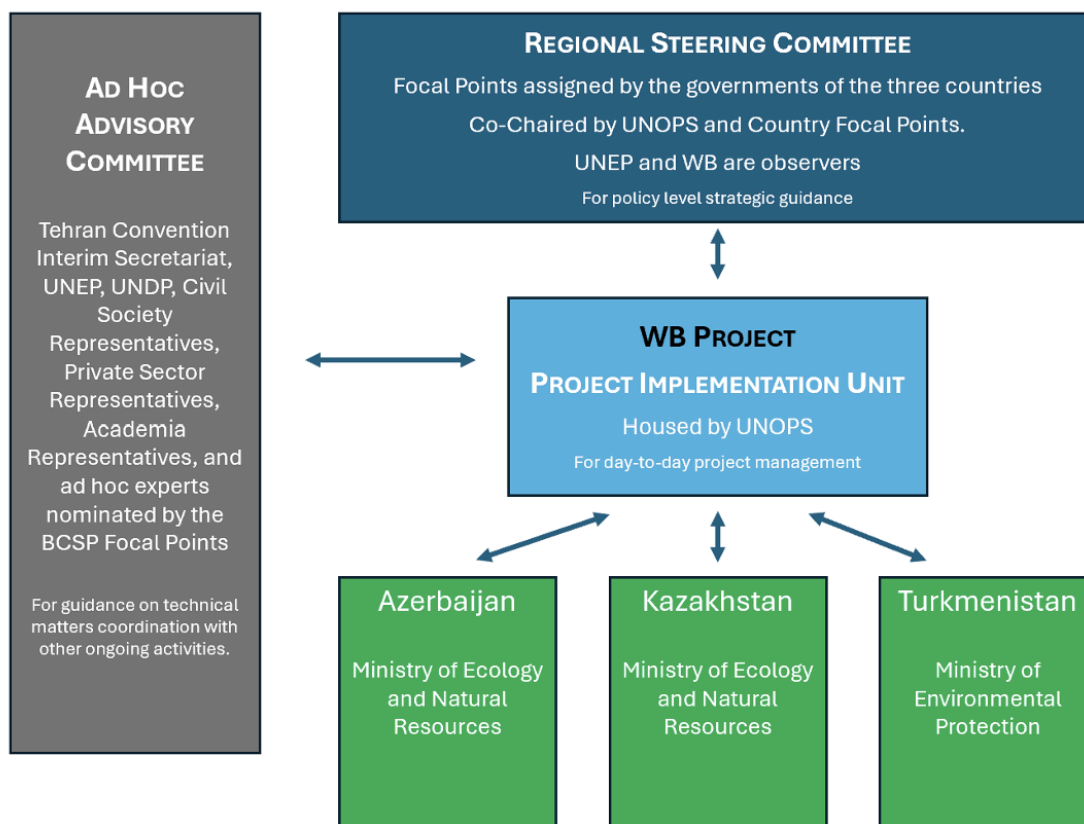 AD HOC
ADVISORY
COMMITTEE
Tehran Convention
Interim Secretariat,
UNEP, UNDP, Civil
Society
Representatives,
Private Sector
Representatives,
Academia
Representatives, and
ad hoc experts
nominated by the
BCSP Focal Points
For guidance on technical
matters coordination with
other ongoing activities.
REGIONAL STEERING COMMITTEE
Focal Points assigned by the governments of the three countries
Co-Chaired by UNOPS and Country Focal Points.
UNEP and WB are observers
For policy level strategic guidance
WB PROJECT
PROJECT IMPLEMENTATION UNIT
Housed by UNOPS
For day-to-day project management
Azerbaijan
Ministry of Ecology
and Natural
Resources
Kazakhstan
Ministry of Ecology
and Natural
Resources
Turkmenistan
Ministry of
Environmental
Protection